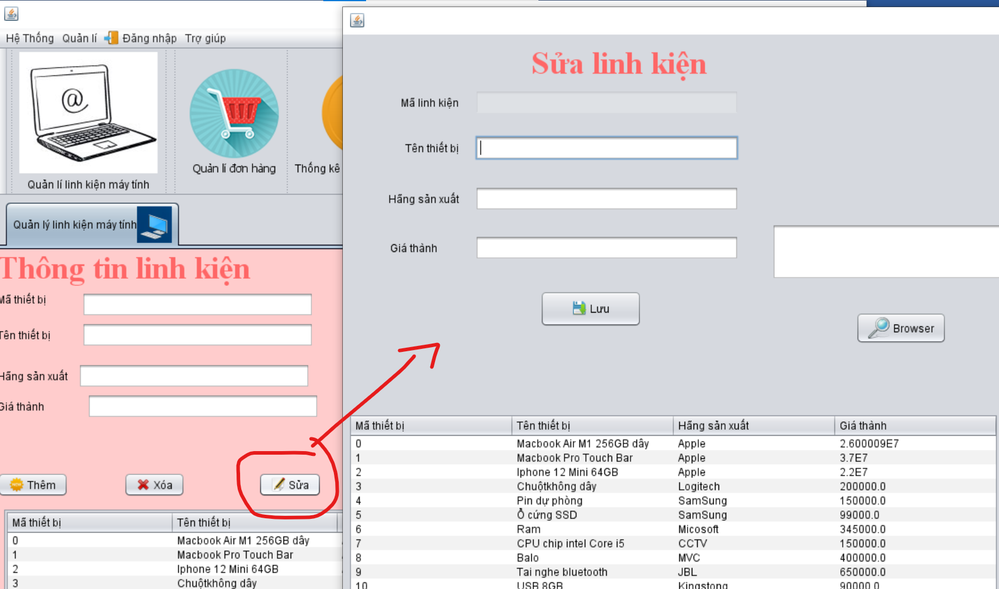 Hệ Thống Quản lí Đăng nhập Trợ giúp
@
Quản lí linh kiện máy tính
Quản lí đơn hàng
Thống kê
Quản lý linh kiện máy tính
Thông tin linh kiện
Mã thiết bị
Tên thiết bị
Hãng sản xuất
Giá thành
Thêm
Xóa
Sửa
Mã thiết bị Tên thiết bị
0 Macbook Air M1 256GB dây
1 Macbook Pro Touch Bar
2 Iphone 12 Mini 64GB
3 Chuộtkhông dây
Sửa linh kiện
Mã linh kiện
Tên thiết bị
Hãng sản xuất
Giá thành
Lưu
Browser
Mã thiết bị Tên thiết bị Hãng sản xuất Giá thành
0 Macbook Air M1 256GB dây Apple 2.600009E7
1 Macbook Pro Touch Bar Apple 3.7E7
2 Iphone 12 Mini 64GB Apple 2.2E7
3 Chuộtkhông dây Logitech 200000.0
4 Pin dự phòng SamSung 150000.0
5 Ổ cứng SSD SamSung 99000.0
6 Ram Micosoft 345000.0
7 CPU chip intel Core i5 CCTV 150000.0
8 Balo MVC 400000.0
9 Tai nghe bluetooth JBL 650000.0
10 USB 8GB Kingstong 90000.0